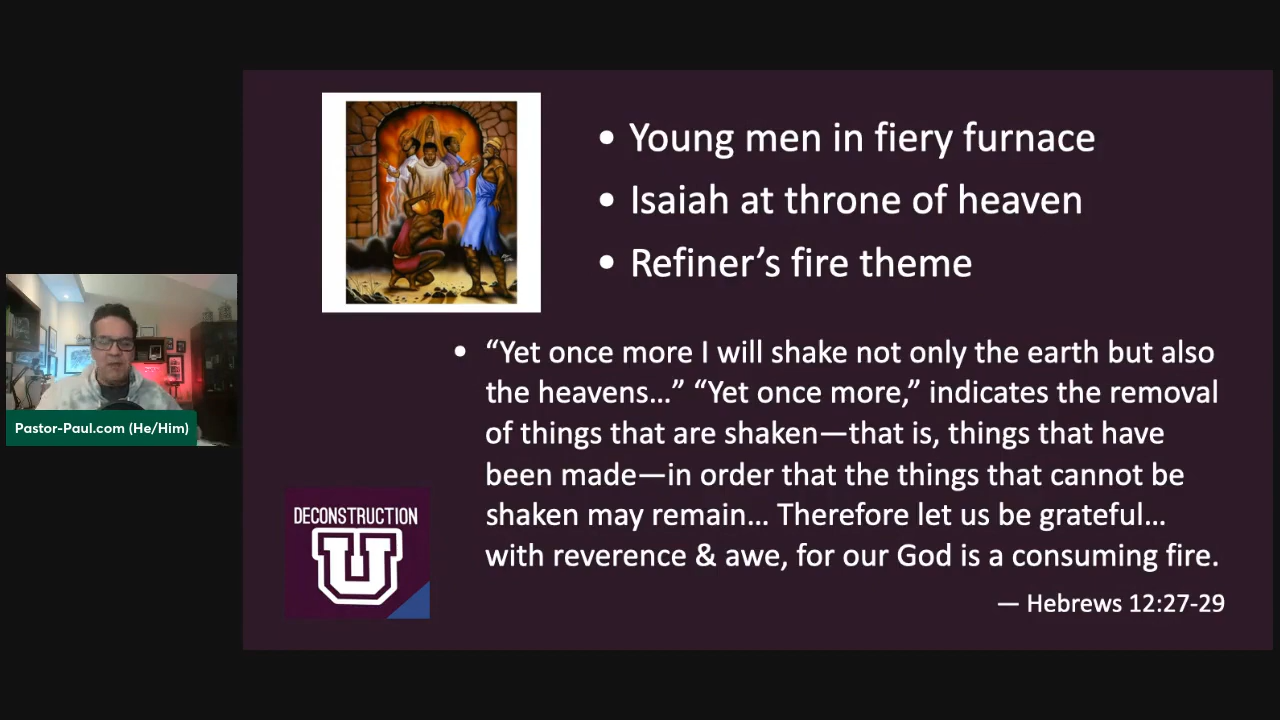 • Young men in fiery furnace
• Isaiah at throne of heaven
• Refiner’s fire theme
• “Yet once more I will shake not only the earth but also
the heavens…” “Yet once more,” indicates the removal
of things that are shaken—that is, things that have
been made—in order that the things that cannot be
shaken may remain… Therefore let us be grateful…
with reverence & awe, for our God is a consuming fire.
— Hebrews 12:27-29
Pastor-Paul.com (He/Him)
DECONSTRUCTION
U